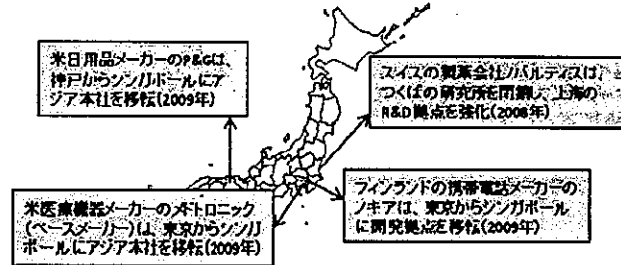 米日用品メーカーのP&Gは、
神戸からシンガポールにア
ジア本社を移転(2009年)
スイスの製薬会社ノバルティスは、
つくばの研究所を閉鎖し、上海の
R&D拠点を強化(2008年)
米医療機器メーカーのメドトロニック
(ペースメーカー)は、東京からシンガ
ポールにアジア本社を移転(2009年)
フィンランドの携帯電話メーカーの
ノキアは、東京からシンガポール
に開発拠点を移転(2009年)